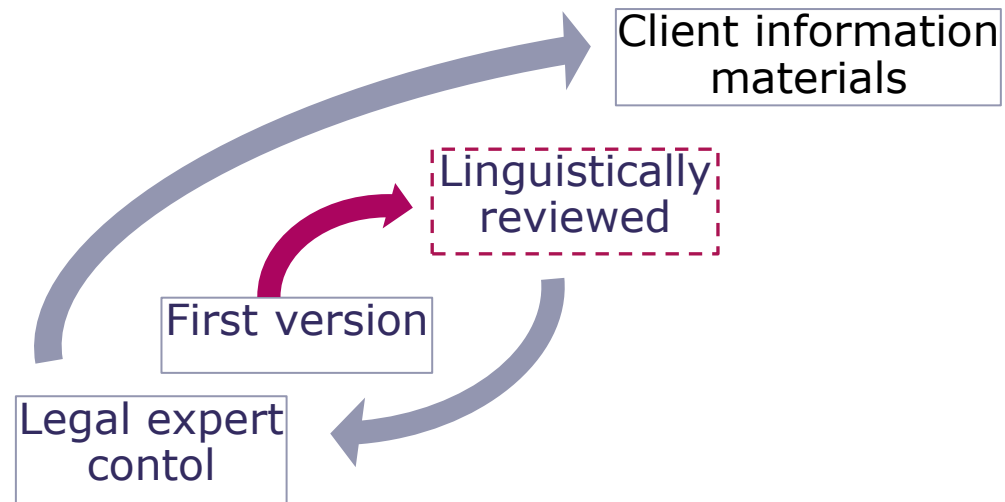 Client information
materials
Linguistically
reviewed
First version
Legal expert
contol